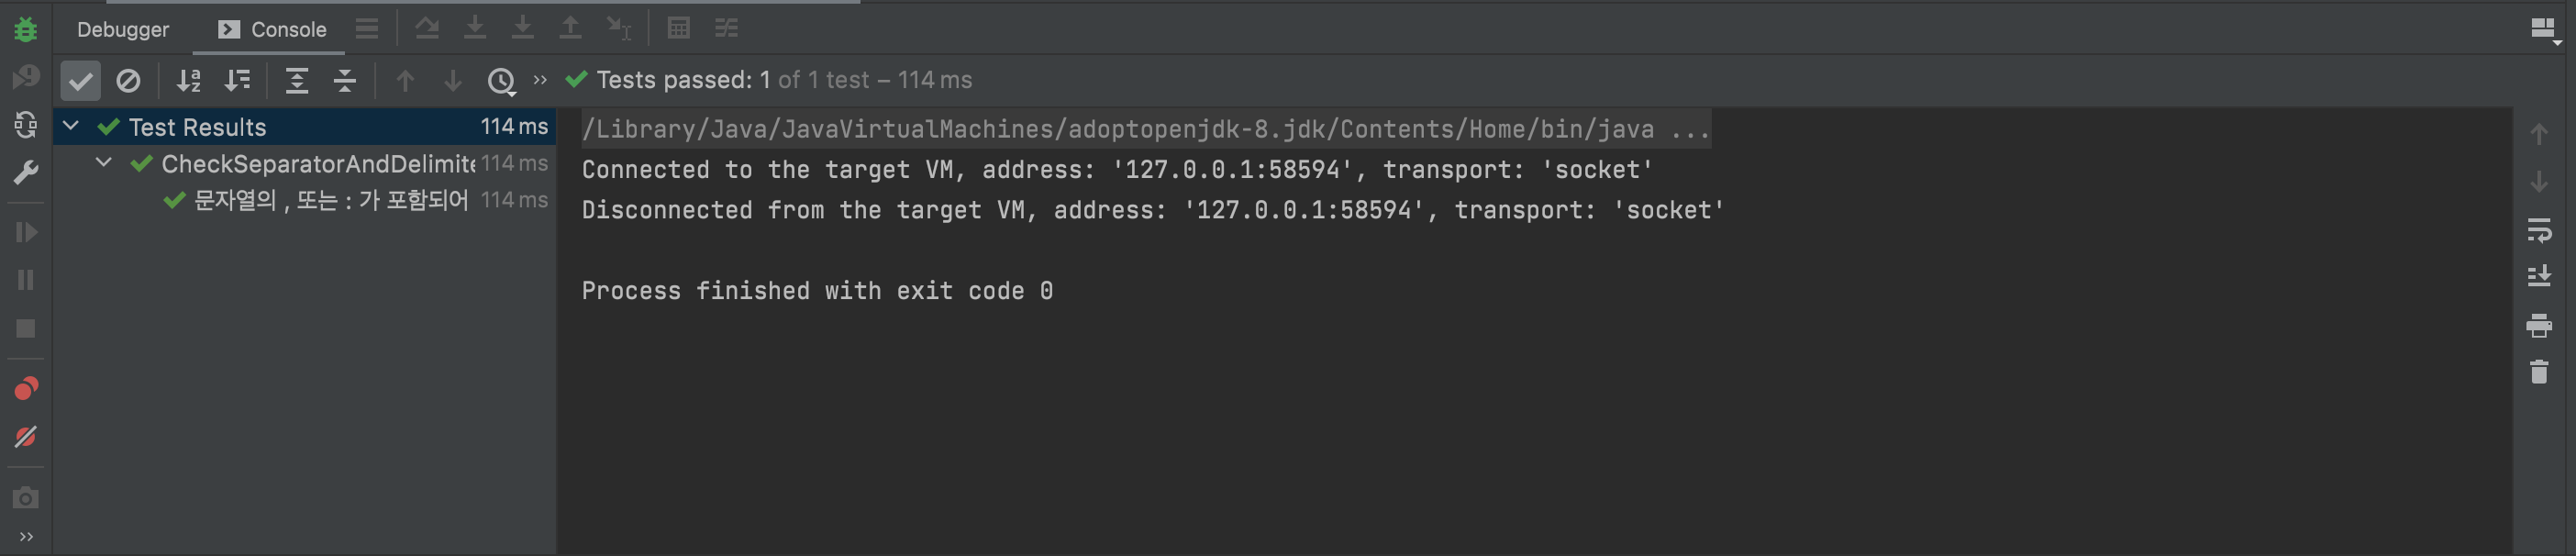 Debugger Console
Tests passed: 1 of 1 test – 114 ms
Test Results 114 ms
CheckSeparatorAndDelimite 114 ms
문자열의 , 또는 : 가 포함되어 114 ms
/Library/Java/JavaVirtualMachines/adoptopenjdk-8.jdk/Contents/Home/bin/java ...
Connected to the target VM, address: '127.0.0.1:58594', transport: 'socket'
Disconnected from the target VM, address: '127.0.0.1:58594', transport: 'socket'
Process finished with exit code 0